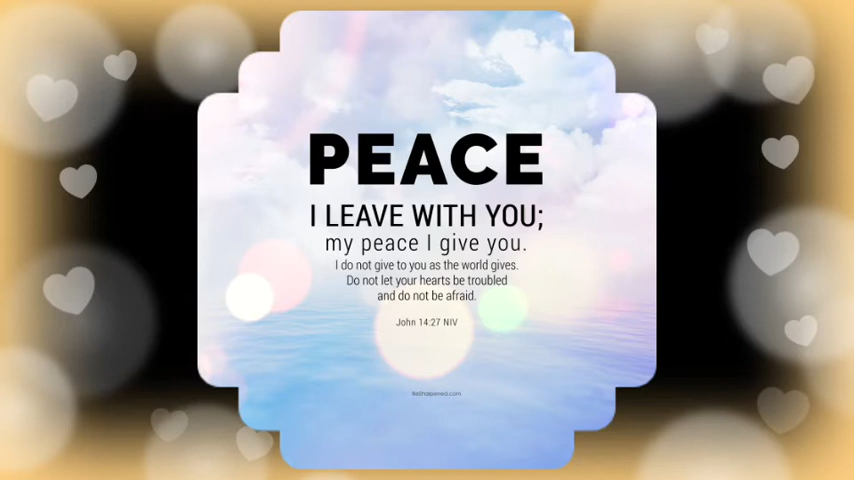 PEACE
I LEAVE WITH YOU;
my peace I give you.
I do not give to you as the world gives.
Do not let your hearts be troubled
and do not be afraid.
John 14:27 NIV